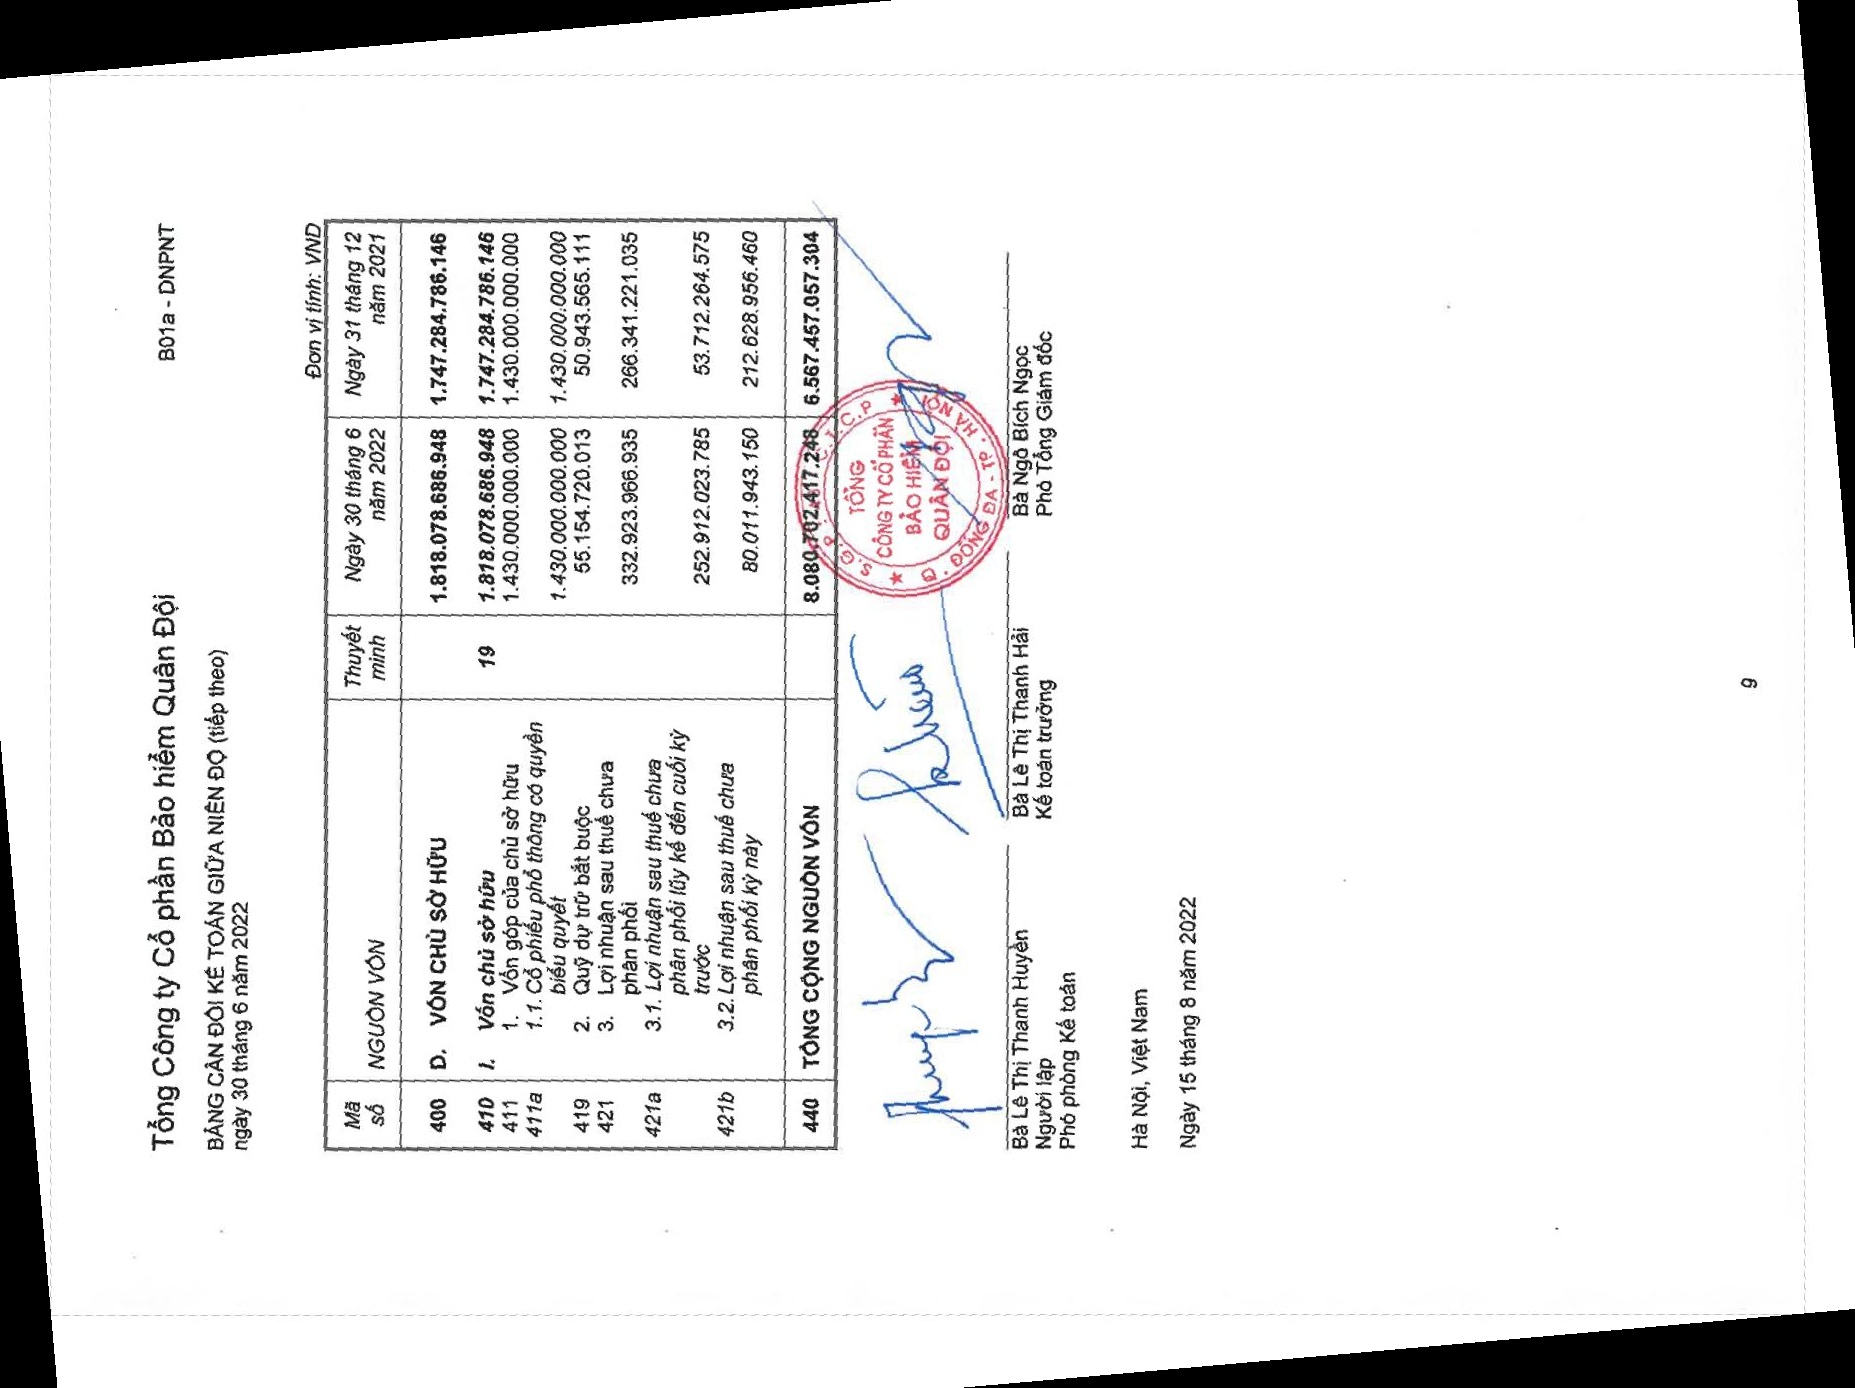 Tổng Công ty Cổ phần Bảo hiểm Quân Đội
B01a - DNPNT
BẢNG CÂN ĐỐI KẾ TOÁN GIỮA NIÊN ĐỘ (tiếp theo)
ngày 30 tháng 6 năm 2022
Đơn vị tính: VND
Mã số NGUỒN VỐN Thuyết minh Ngày 30 tháng 6 năm 2022 Ngày 31 tháng 12 năm 2021
400 D. VỐN CHỦ SỞ HỮU 1.818.078.686.948 1.747.284.786.146
410 I. Vốn chủ sở hữu 19 1.818.078.686.948 1.747.284.786.146
411 1. Vốn góp của chủ sở hữu 1.430.000.000.000 1.430.000.000.000
411a 1.1. Cổ phiếu phổ thông có quyền
biểu quyết 1.430.000.000.000 1.430.000.000.000
419 2. Quỹ dự trữ bắt buộc 55.154.720.013 50.943.565.111
421 3. Lợi nhuận sau thuế chưa
phân phối 332.923.966.935 266.341.221.035
421a 3.1. Lợi nhuận sau thuế chưa
phân phối lũy kế đến cuối kỳ
trước 252.912.023.785 53.712.264.575
421b 3.2. Lợi nhuận sau thuế chưa
phân phối kỳ này 80.011.943.150 212.628.956.460
440 TỔNG CỘNG NGUỒN VỐN 8.080.702.417.248 6.567.457.057.304
TỔNG
CÔNG TY CỔ PHẦN
BẢO HIỂM
QUÂN ĐỘI
Q. ĐỐNG ĐA - TP. HÀ NỘI
Bà Lê Thị Thanh Huyền
Người lập
Phó phòng Kế toán
Bà Lê Thị Thanh Hải
Kế toán trưởng
Bà Ngô Bích Ngọc
Phó Tổng Giám đốc
Hà Nội, Việt Nam
Ngày 15 tháng 8 năm 2022
9